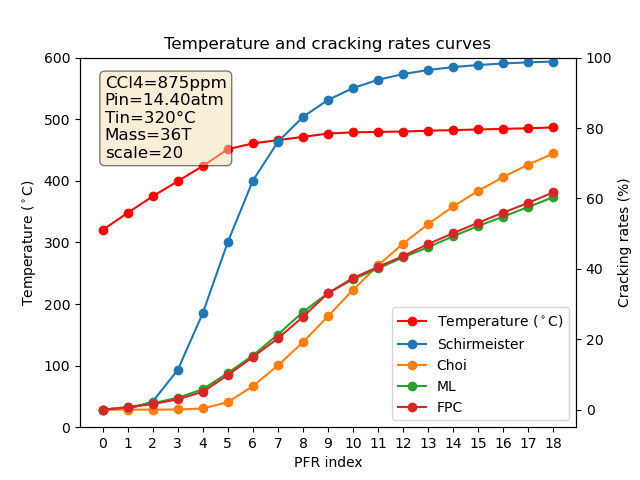 Temperature and cracking rates curves
CCl4=875ppm
Pin=14.40atm
Tin=320°C
Mass=36T
scale=20
600
500
400
300
200
100
0
Temperature (°C)
100
80
60
40
20
0
Cracking rates (%)
Temperature (°C)
Schirmeister
Choi
ML
FPC
0 1 2 3 4 5 6 7 8 9 10 11 12 13 14 15 16 17 18
PFR index